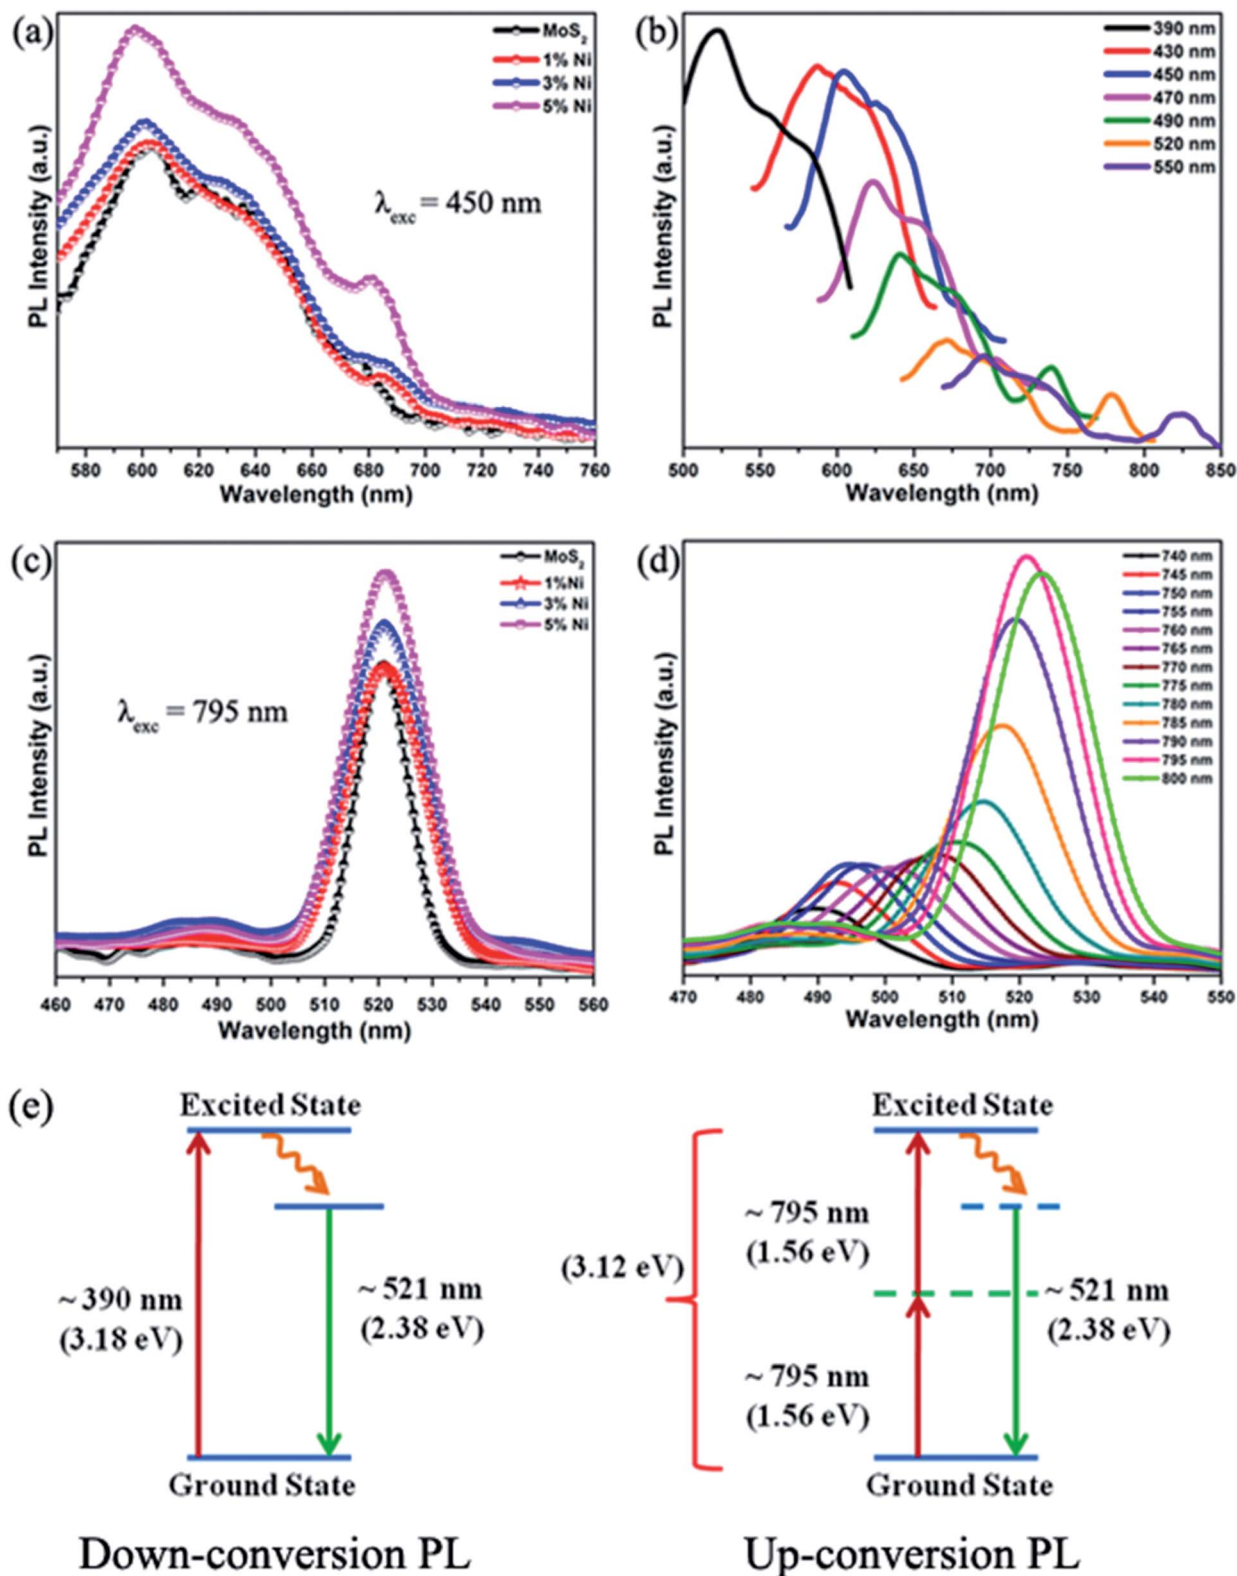 (a)
MoS₂
1% Ni
3% Ni
5% Ni
λexc = 450 nm
PL Intensity (a.u.)
580 600 620 640 660 680 700 720 740 760
Wavelength (nm)
(b)
390 nm
430 nm
450 nm
470 nm
490 nm
520 nm
550 nm
PL Intensity (a.u.)
500 550 600 650 700 750 800 850
Wavelength (nm)
(c)
MoS₂
1%Ni
3% Ni
5% Ni
λexc = 795 nm
PL Intensity (a.u.)
460 470 480 490 500 510 520 530 540 550 560
Wavelength (nm)
(d)
740 nm
745 nm
750 nm
755 nm
760 nm
765 nm
770 nm
775 nm
780 nm
785 nm
790 nm
795 nm
800 nm
PL Intensity (a.u.)
470 480 490 500 510 520 530 540 550
Wavelength (nm)
(e)
Excited State
~ 390 nm
(3.18 eV)
~ 521 nm
(2.38 eV)
Ground State
Down-conversion PL
Excited State
(3.12 eV)
~ 795 nm
(1.56 eV)
~ 521 nm
(2.38 eV)
~ 795 nm
(1.56 eV)
Ground State
Up-conversion PL